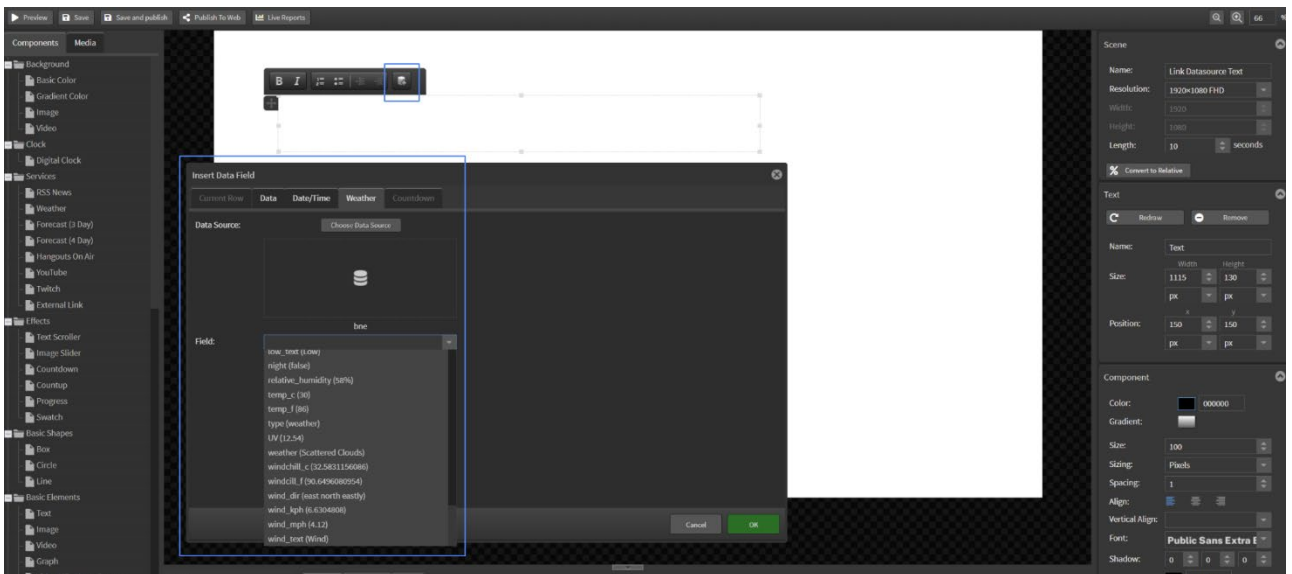 Preview Save Save and publish Publish To Web Live Reports 66 %
Components Media
Background
Basic Color
Gradient Color
Image
Video
Clock
Digital Clock
Services
RSS News
Weather
Forecast (3 Day)
Forecast (4 Day)
Hangouts On Air
YouTube
Twitch
External Link
Effects
Text Scroller
Image Slider
Countdown
Countup
Progress
Swatch
Basic Shapes
Box
Circle
Line
Basic Elements
Text
Image
Video
Graph
B I
Insert Data Field
Current Row Data Date/Time Weather Countdown
Data Source: Choose Data Source
bne
Field:
low_text (Low)
night (false)
relative_humidity (58%)
temp_c (30)
temp_f (86)
type (weather)
UV (12.54)
weather (Scattered Clouds)
windchill_c (32.5831156086)
windcill_f (90.6496080954)
wind_dir (east north eastly)
wind_kph (6.6304808)
wind_mph (4.12)
wind_text (Wind)
Cancel OK
Scene
Name: Link Datasource Text
Resolution: 1920×1080 FHD
Width: 1920
Height: 1080
Length: 10 seconds
Convert to Relative
Text
Redraw Remove
Name: Text
Width Height
Size: 1115 130
px px
x y
Position: 150 150
px px
Component
Color: 000000
Gradient:
Size: 100
Sizing: Pixels
Spacing: 1
Align:
Vertical Align:
Font: Public Sans Extra
Shadow: 0 0 0